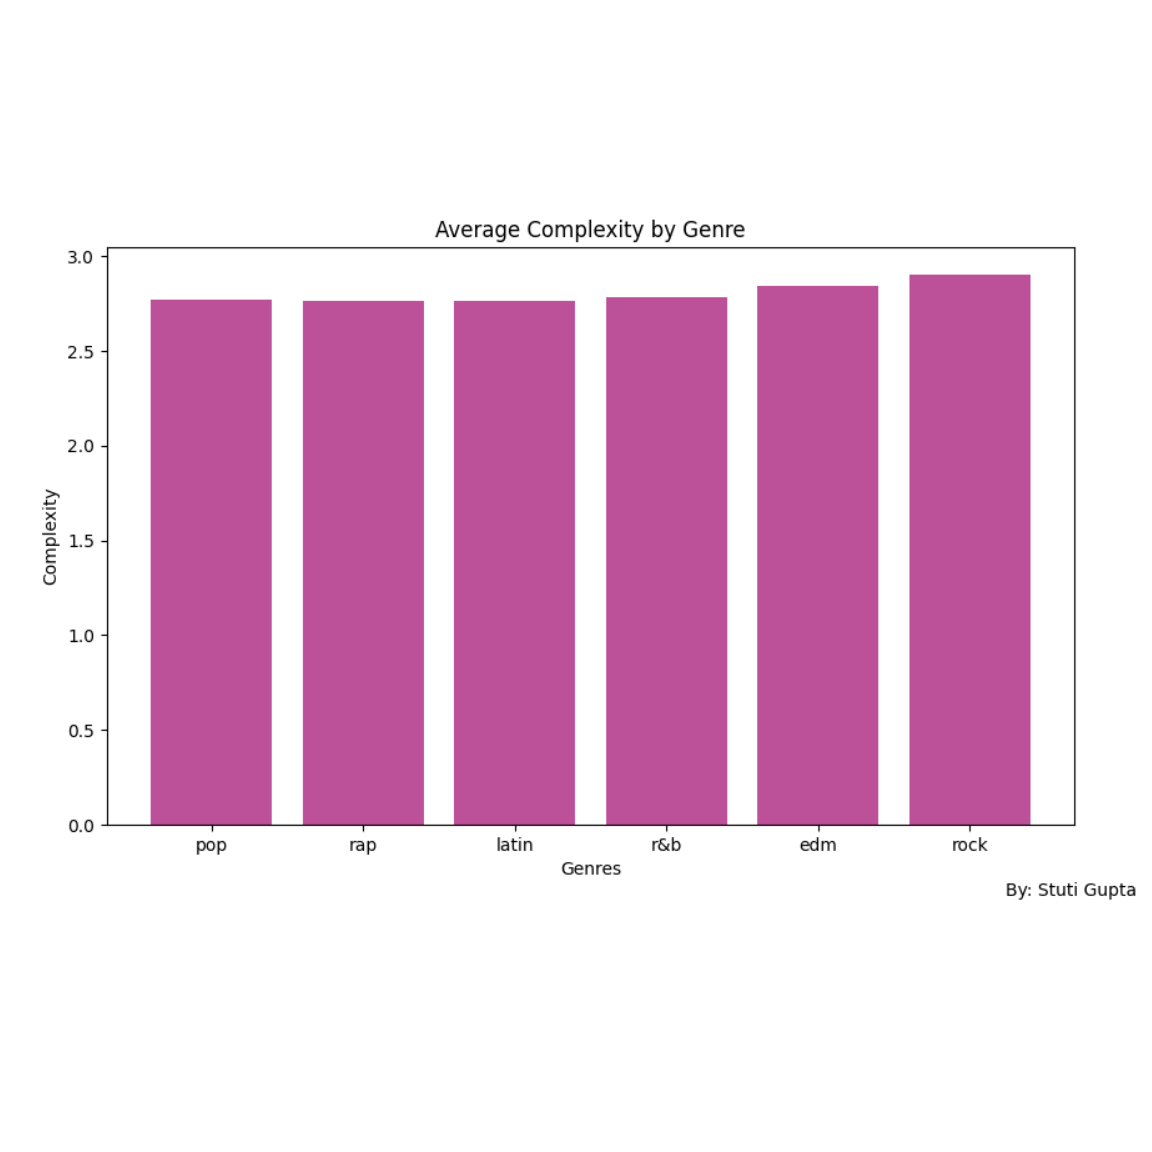 Average Complexity by Genre
Complexity
3.0
2.5
2.0
1.5
1.0
0.5
0.0
pop rap latin r&b edm rock
Genres
By: Stuti Gupta